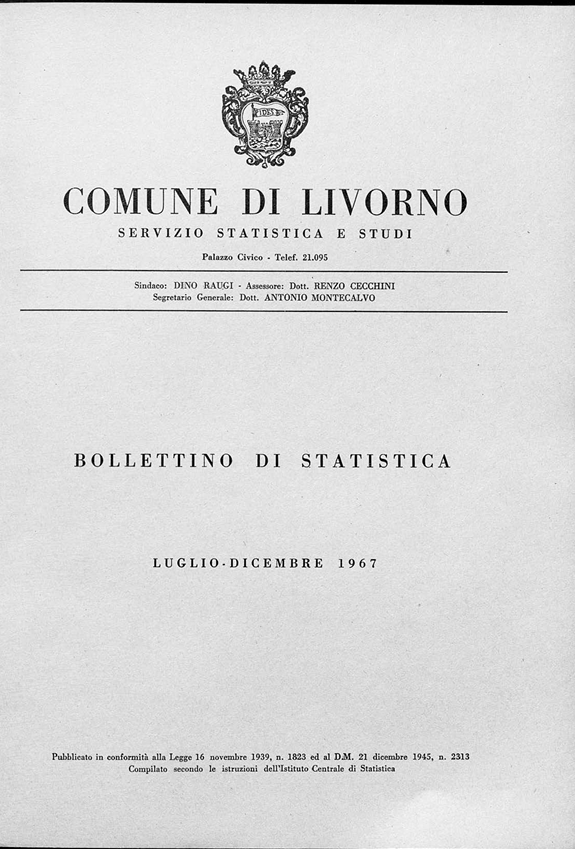 FIDES
COMUNE DI LIVORNO
SERVIZIO STATISTICA E STUDI
Palazzo Civico - Telef. 21.095
Sindaco: DINO RAUGI - Assessore: Dott. RENZO CECCHINI
Segretario Generale: Dott. ANTONIO MONTECALVO
BOLLETTINO DI STATISTICA
LUGLIO-DICEMBRE 1967
Pubblicato in conformità alla Legge 16 novembre 1939, n. 1823 ed al D.M. 21 dicembre 1945, n. 2313
Compilato secondo le istruzioni dell'Istituto Centrale di Statistica